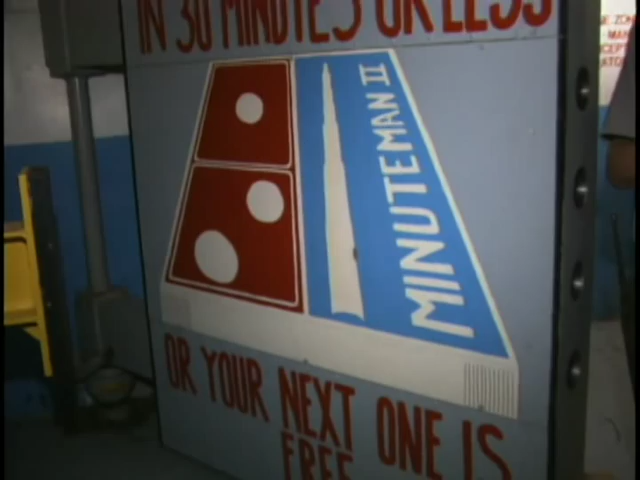 IN 30 MINUTES OR LESS
MINUTEMAN II
OR YOUR NEXT ONE IS
FREE